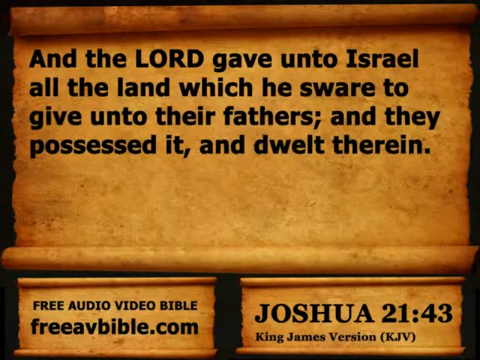 And the LORD gave unto Israel
all the land which he sware to
give unto their fathers; and they
possessed it, and dwelt therein.
FREE AUDIO VIDEO BIBLE
freeavbible.com
JOSHUA 21:43
King James Version (KJV)